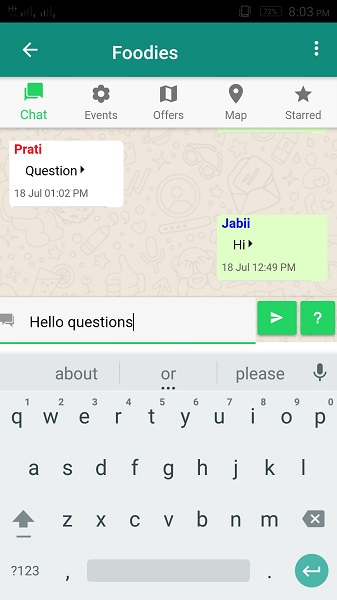 H+ 72% 8:03 PM
Foodies
Chat Events Offers Map Starred
Prati
Question
18 Jul 01:02 PM
Jabii
Hi
18 Jul 12:49 PM
Hello questions ?
about or please
1 2 3 4 5 6 7 8 9 0
q w e r t y u i o p
a s d f g h j k l
z x c v b n m
?123 , .